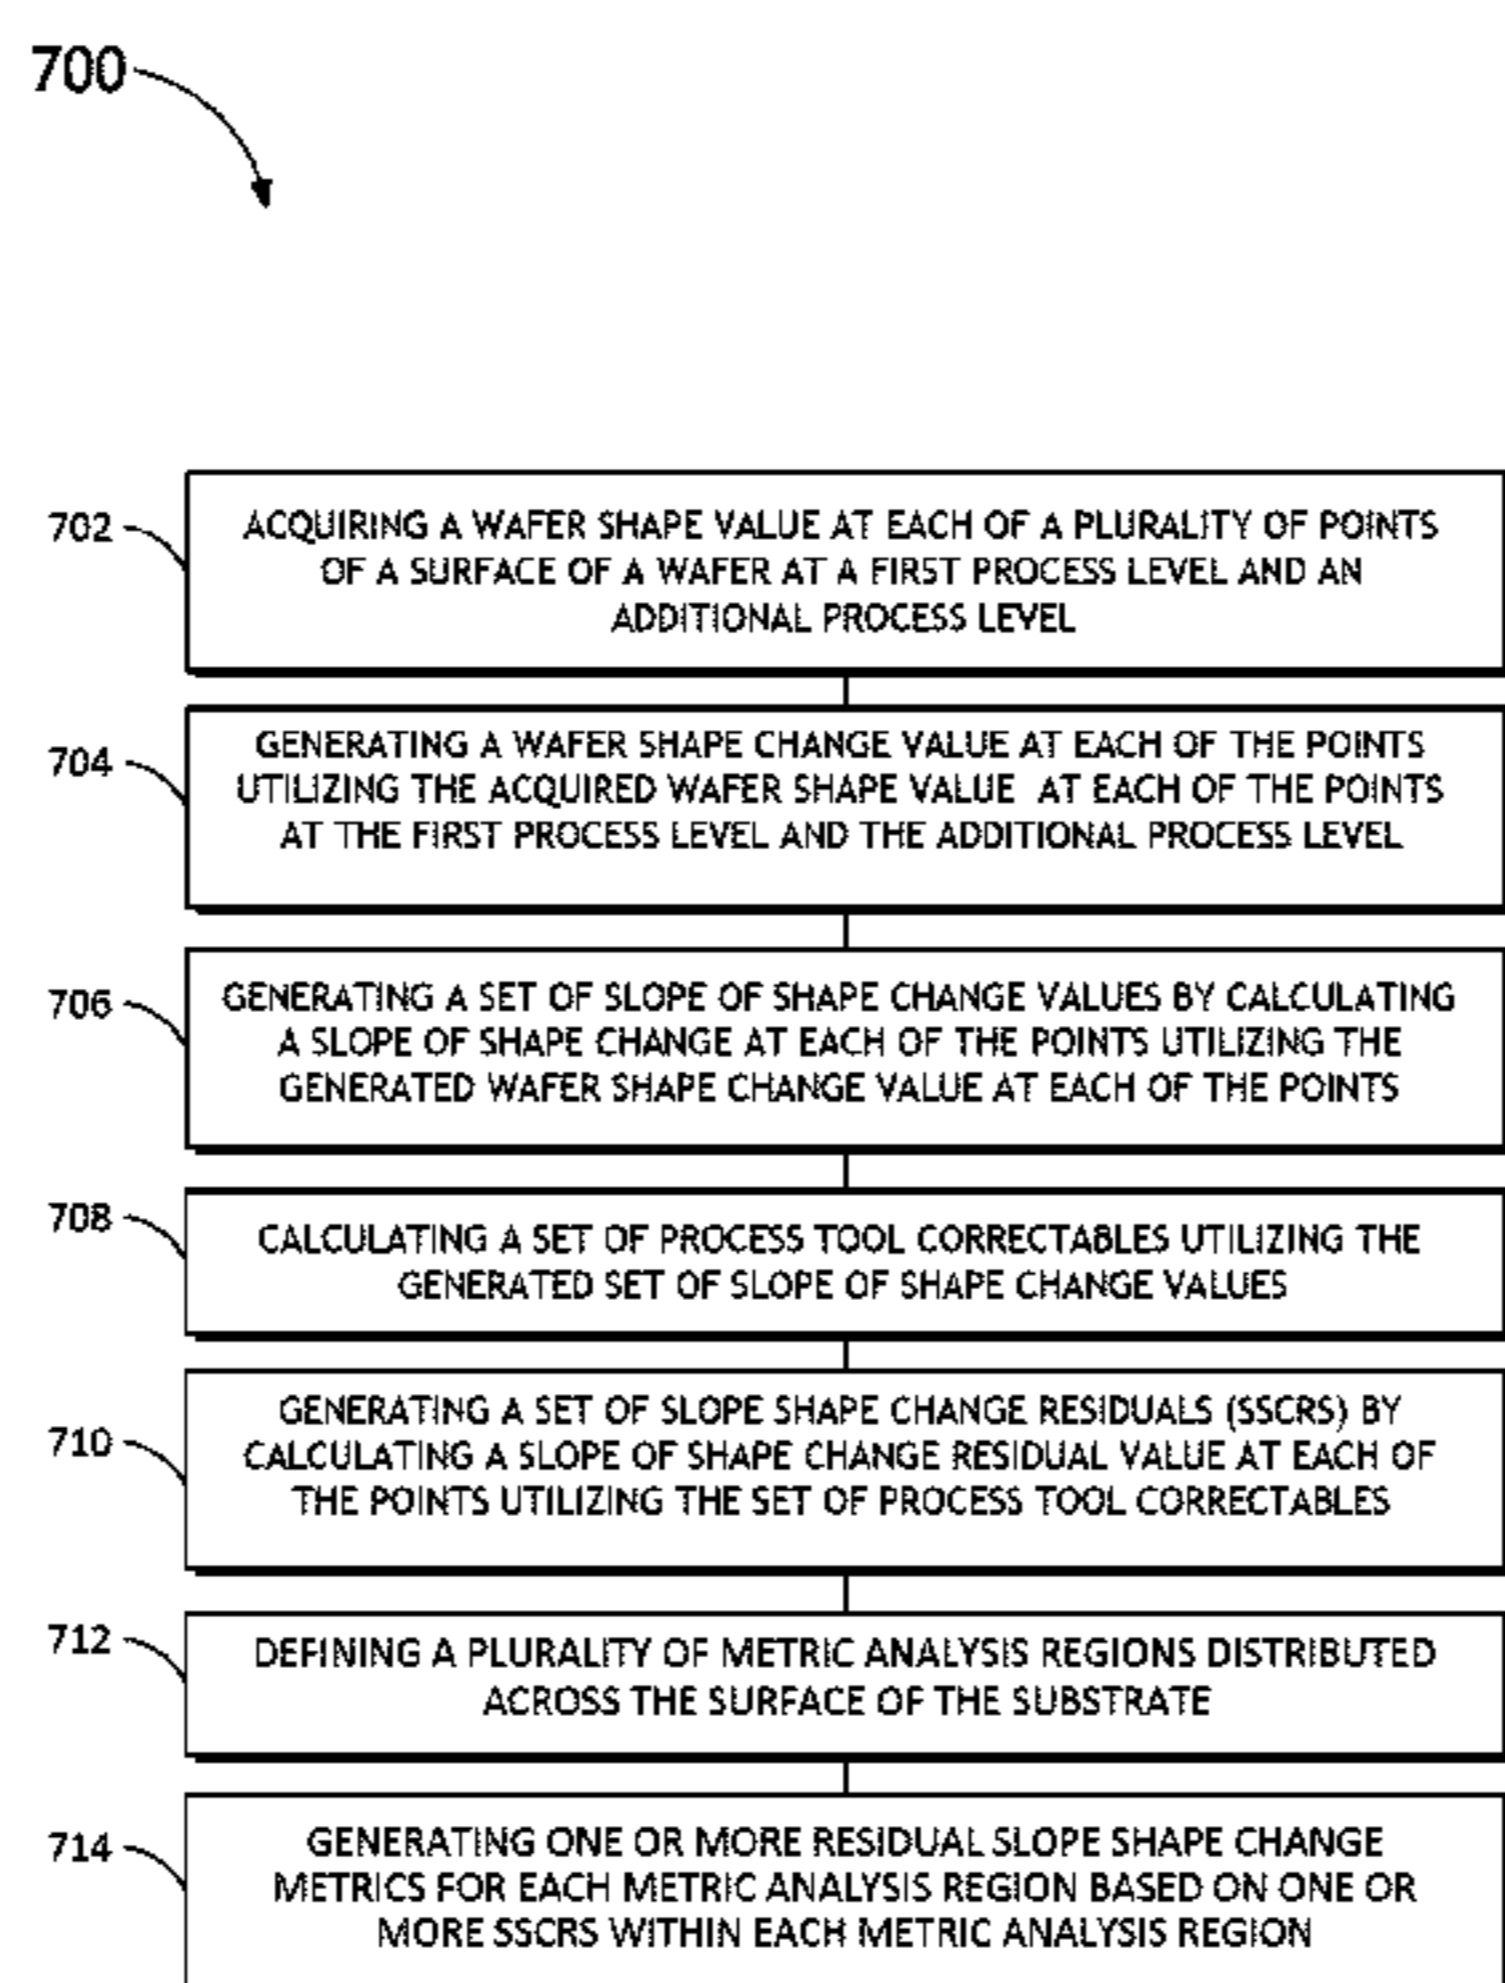 700
702
ACQUIRING A WAFER SHAPE VALUE AT EACH OF A PLURALITY OF POINTS
OF A SURFACE OF A WAFER AT A FIRST PROCESS LEVEL AND AN
ADDITIONAL PROCESS LEVEL
704
GENERATING A WAFER SHAPE CHANGE VALUE AT EACH OF THE POINTS
UTILIZING THE ACQUIRED WAFER SHAPE VALUE AT EACH OF THE POINTS
AT THE FIRST PROCESS LEVEL AND THE ADDITIONAL PROCESS LEVEL
706
GENERATING A SET OF SLOPE OF SHAPE CHANGE VALUES BY CALCULATING
A SLOPE OF SHAPE CHANGE AT EACH OF THE POINTS UTILIZING THE
GENERATED WAFER SHAPE CHANGE VALUE AT EACH OF THE POINTS
708
CALCULATING A SET OF PROCESS TOOL CORRECTABLES UTILIZING THE
GENERATED SET OF SLOPE OF SHAPE CHANGE VALUES
710
GENERATING A SET OF SLOPE SHAPE CHANGE RESIDUALS (SSCRS) BY
CALCULATING A SLOPE OF SHAPE CHANGE RESIDUAL VALUE AT EACH OF
THE POINTS UTILIZING THE SET OF PROCESS TOOL CORRECTABLES
712
DEFINING A PLURALITY OF METRIC ANALYSIS REGIONS DISTRIBUTED
ACROSS THE SURFACE OF THE SUBSTRATE
714
GENERATING ONE OR MORE RESIDUAL SLOPE SHAPE CHANGE
METRICS FOR EACH METRIC ANALYSIS REGION BASED ON ONE OR
MORE SSCRS WITHIN EACH METRIC ANALYSIS REGION